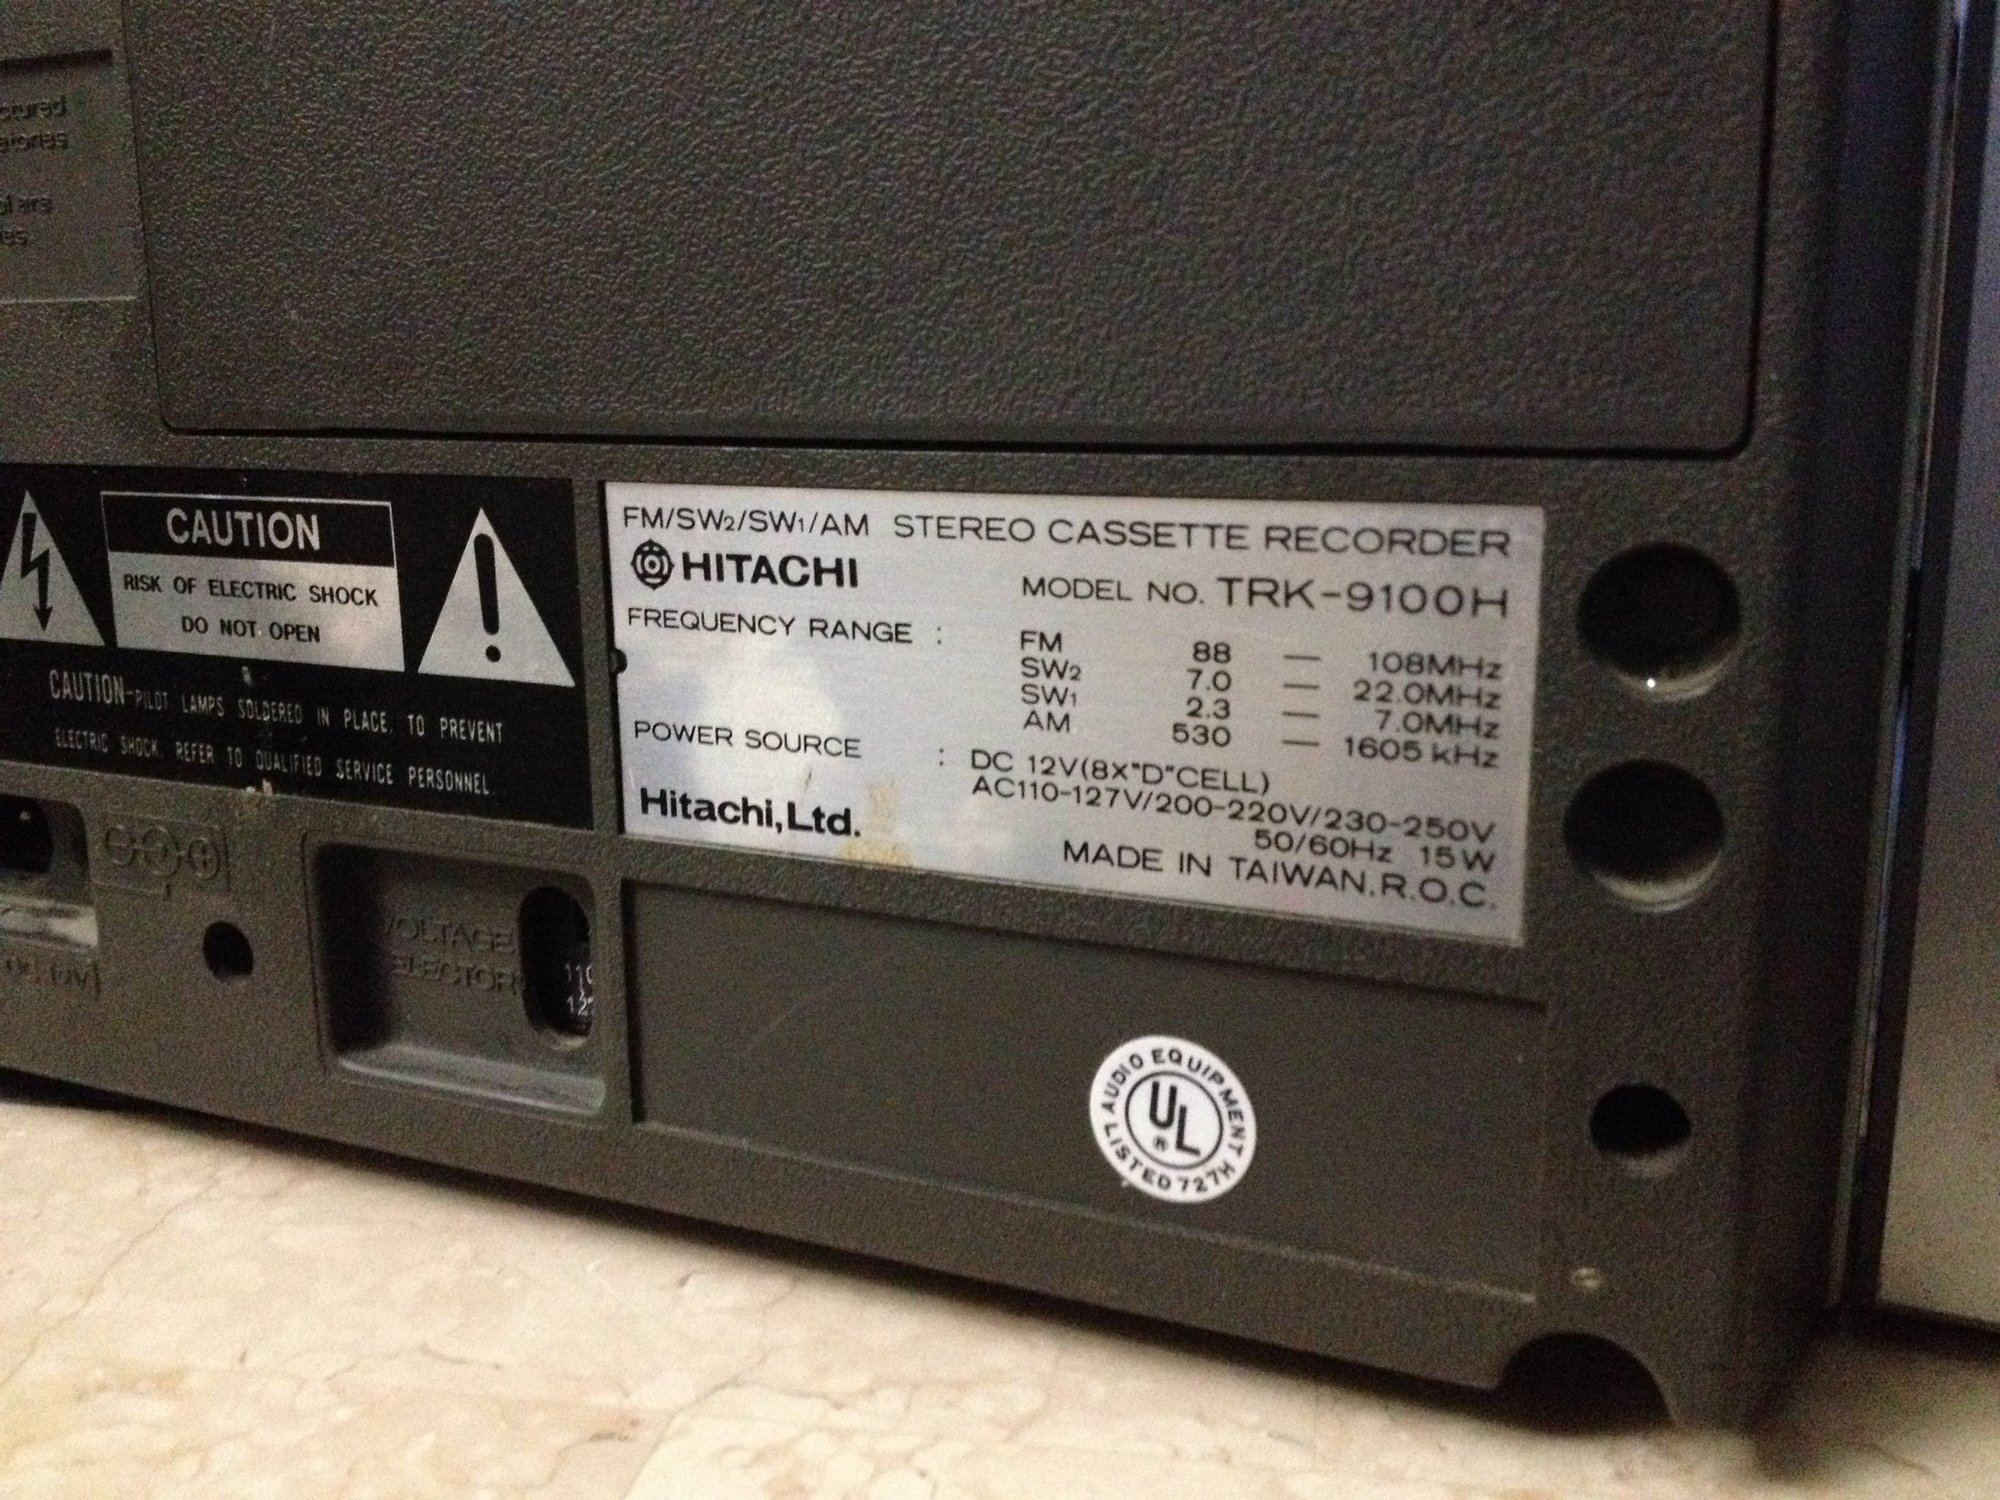 CAUTION
RISK OF ELECTRIC SHOCK
DO NOT OPEN
CAUTION-PILOT LAMPS SOLDERED IN PLACE. TO PREVENT
ELECTRIC SHOCK, REFER TO QUALIFIED SERVICE PERSONNEL.
FM/SW2/SW1/AM STEREO CASSETTE RECORDER
HITACHI MODEL NO. TRK-9100H
FREQUENCY RANGE : FM 88 — 108MHz
SW2 7.0 — 22.0MHz
SW1 2.3 — 7.0MHz
AM 530 — 1605 kHz
POWER SOURCE : DC 12V(8X"D"CELL)
AC110-127V/200-220V/230-250V
50/60Hz 15W
Hitachi, Ltd.
MADE IN TAIWAN.R.O.C.
VOLTAGE
AUDIO EQUIPMENT
UL
®
LISTED 727H